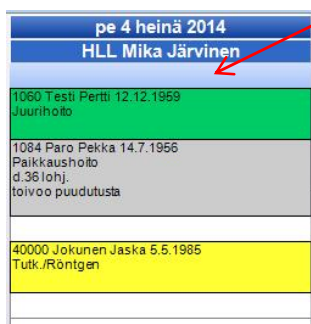 pe 4 heinä 2014
HLL Mika Järvinen
1060 Testi Pertti 12.12.1959
Juurihoito
1084 Paro Pekka 14.7.1956
Paikkaushoito
d.36 lohj.
toivoo puudutusta
40000 Jokunen Jaska 5.5.1985
Tutk./Röntgen